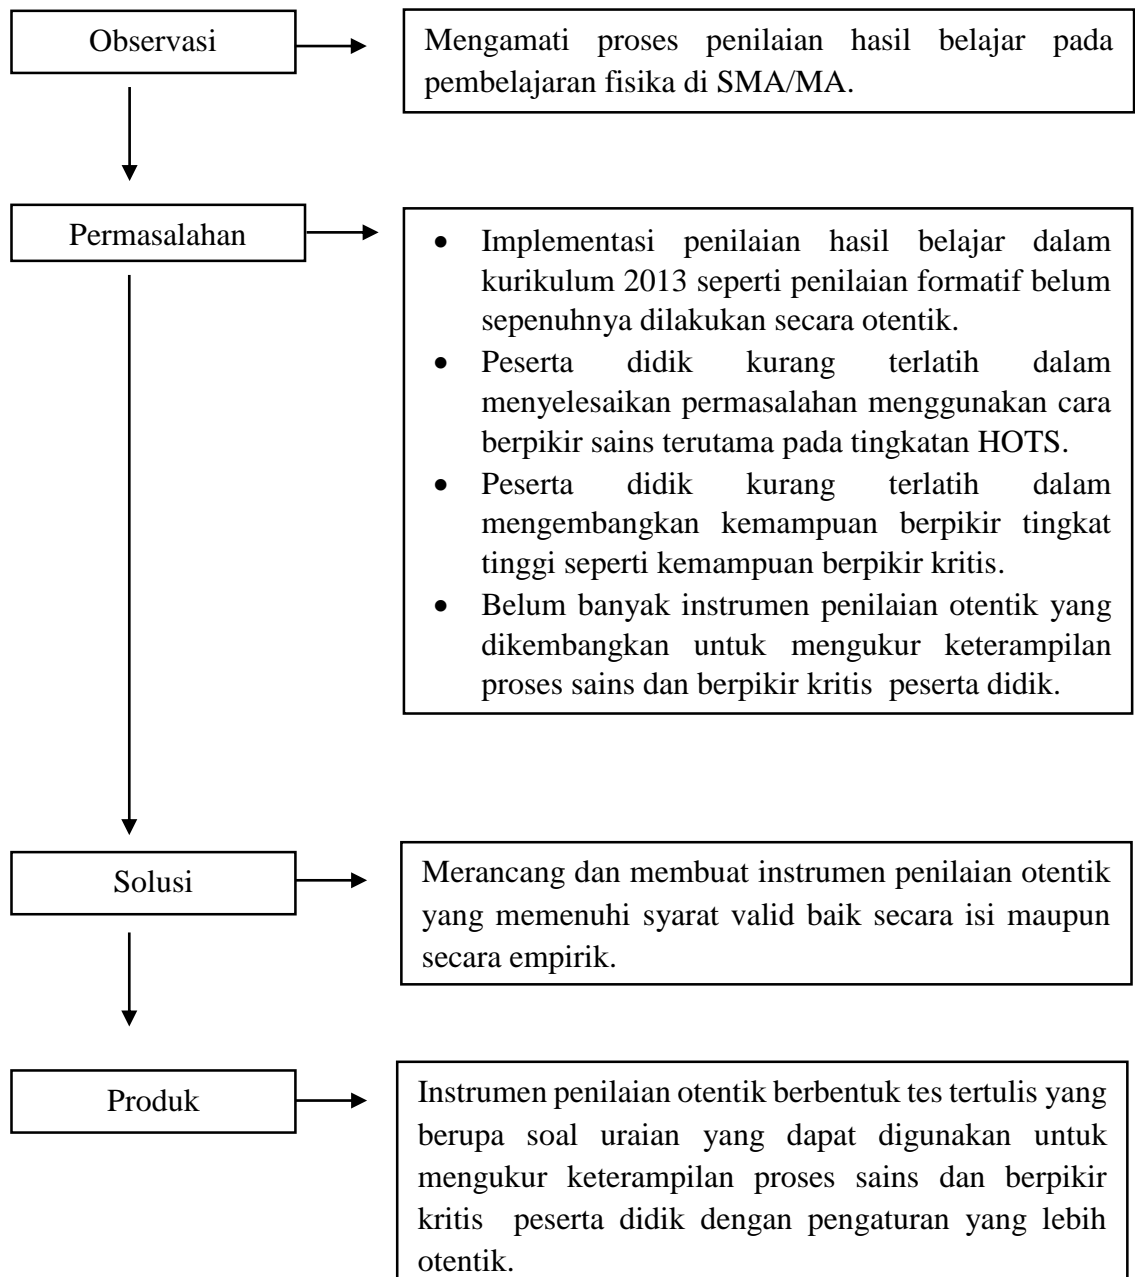 Observasi
Mengamati proses penilaian hasil belajar pada
pembelajaran fisika di SMA/MA.
Permasalahan
• Implementasi penilaian hasil belajar dalam
kurikulum 2013 seperti penilaian formatif belum
sepenuhnya dilakukan secara otentik.
• Peserta didik kurang terlatih dalam
menyelesaikan permasalahan menggunakan cara
berpikir sains terutama pada tingkatan HOTS.
• Peserta didik kurang terlatih dalam
mengembangkan kemampuan berpikir tingkat
tinggi seperti kemampuan berpikir kritis.
• Belum banyak instrumen penilaian otentik yang
dikembangkan untuk mengukur keterampilan
proses sains dan berpikir kritis peserta didik.
Solusi
Merancang dan membuat instrumen penilaian otentik
yang memenuhi syarat valid baik secara isi maupun
secara empirik.
Produk
Instrumen penilaian otentik berbentuk tes tertulis yang
berupa soal uraian yang dapat digunakan untuk
mengukur keterampilan proses sains dan berpikir
kritis peserta didik dengan pengaturan yang lebih
otentik.